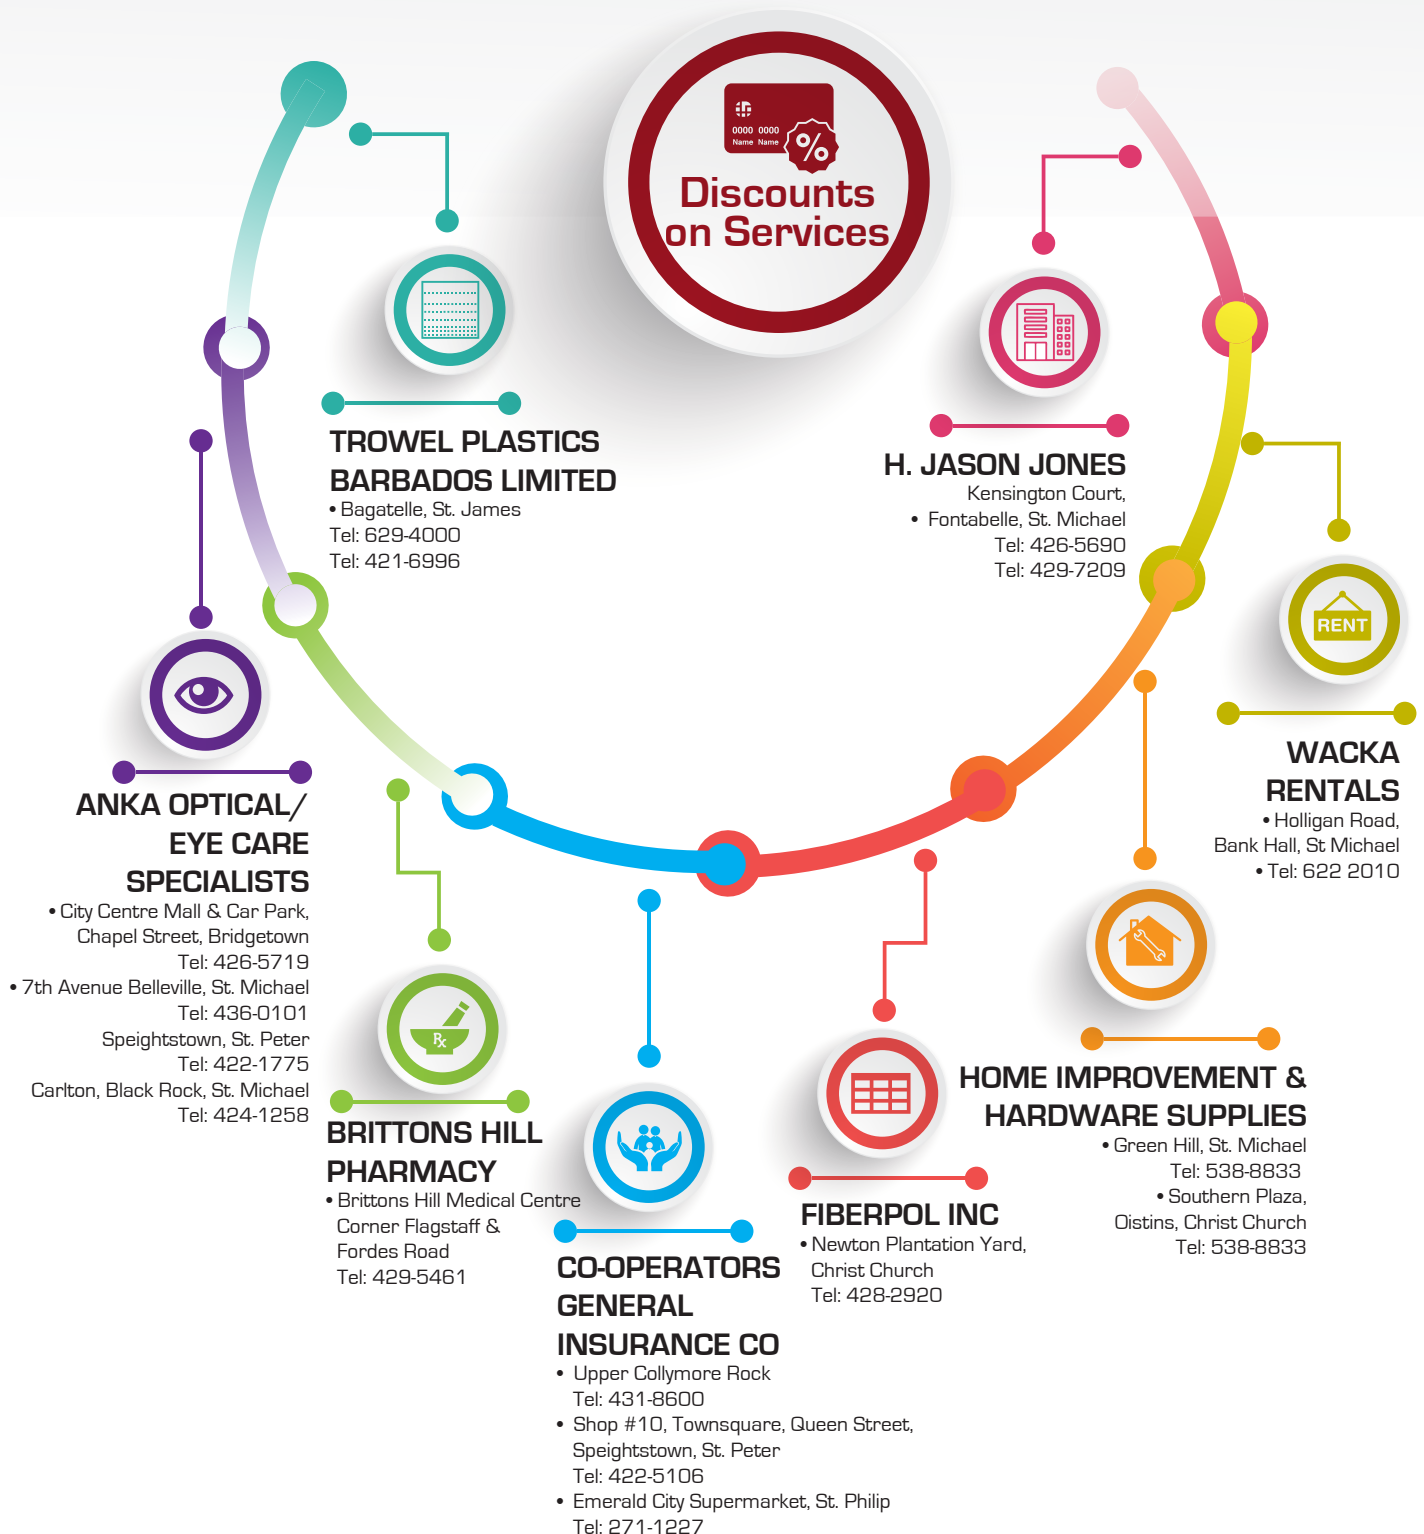 0000 0000
Name Name
%
Discounts
on Services
TROWEL PLASTICS
BARBADOS LIMITED
• Bagatelle, St. James
Tel: 629-4000
Tel: 421-6996
H. JASON JONES
Kensington Court,
• Fontabelle, St. Michael
Tel: 426-5690
Tel: 429-7209
RENT
WACKA
RENTALS
• Holligan Road,
Bank Hall, St Michael
• Tel: 622 2010
ANKA OPTICAL/
EYE CARE
SPECIALISTS
• City Centre Mall & Car Park,
Chapel Street, Bridgetown
Tel: 426-5719
• 7th Avenue Belleville, St. Michael
Tel: 436-0101
Speightstown, St. Peter
Tel: 422-1775
Carlton, Black Rock, St. Michael
Tel: 424-1258
Rx
BRITTONS HILL
PHARMACY
• Brittons Hill Medical Centre
Corner Flagstaff &
Fordes Road
Tel: 429-5461
CO-OPERATORS
GENERAL
INSURANCE CO
• Upper Collymore Rock
Tel: 431-8600
• Shop #10, Townsquare, Queen Street,
Speightstown, St. Peter
Tel: 422-5106
• Emerald City Supermarket, St. Philip
Tel: 271-1227
FIBERPOL INC
• Newton Plantation Yard,
Christ Church
Tel: 428-2920
HOME IMPROVEMENT &
HARDWARE SUPPLIES
• Green Hill, St. Michael
Tel: 538-8833
• Southern Plaza,
Oistins, Christ Church
Tel: 538-8833